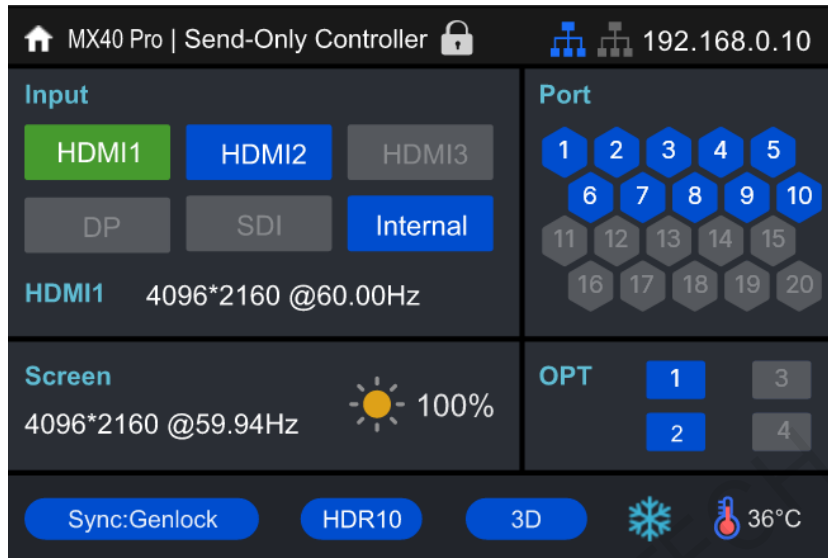 MX40 Pro | Send-Only Controller 192.168.0.10
Input
HDMI1 HDMI2 HDMI3
DP SDI Internal
HDMI1 4096*2160 @60.00Hz
Port
1 2 3 4 5
6 7 8 9 10
11 12 13 14 15
16 17 18 19 20
Screen
4096*2160 @59.94Hz 100%
OPT 1 3
2 4
Sync:Genlock HDR10 3D 36°C